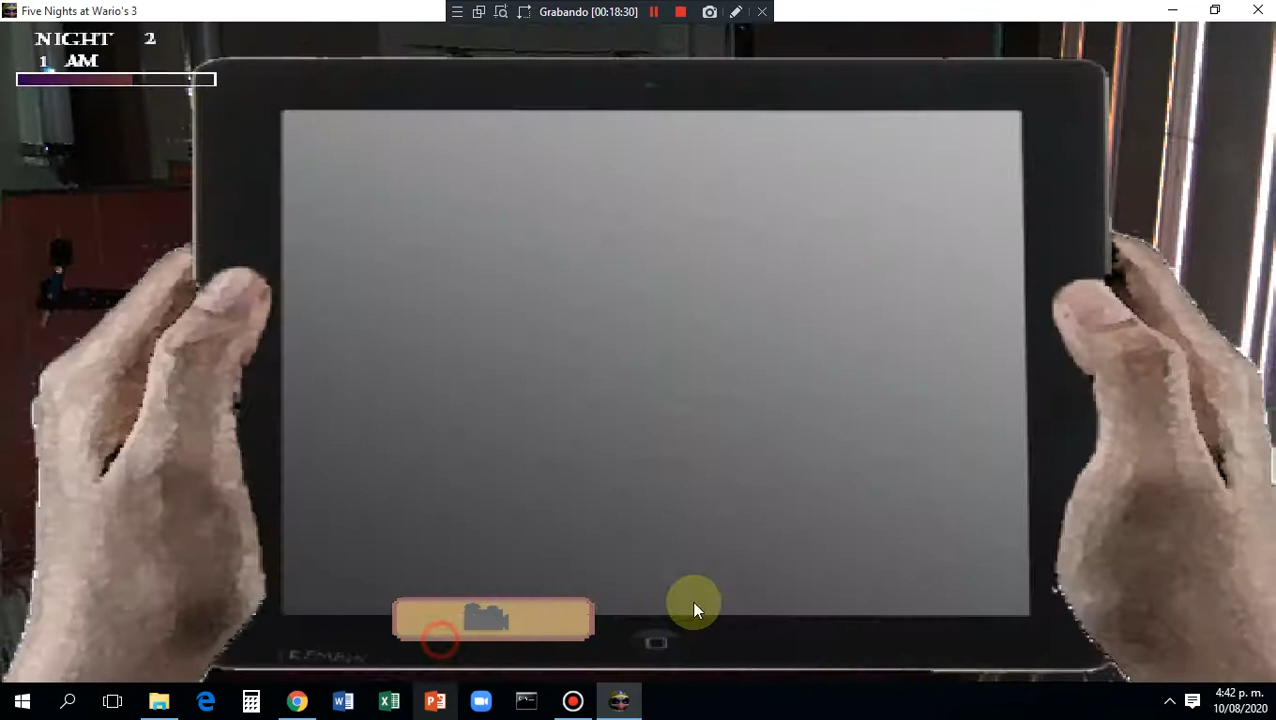 Five Nights at Wario's 3
Grabando [00:18:30]
NIGHT 2
1 AM
4:42 p. m.
10/08/2020